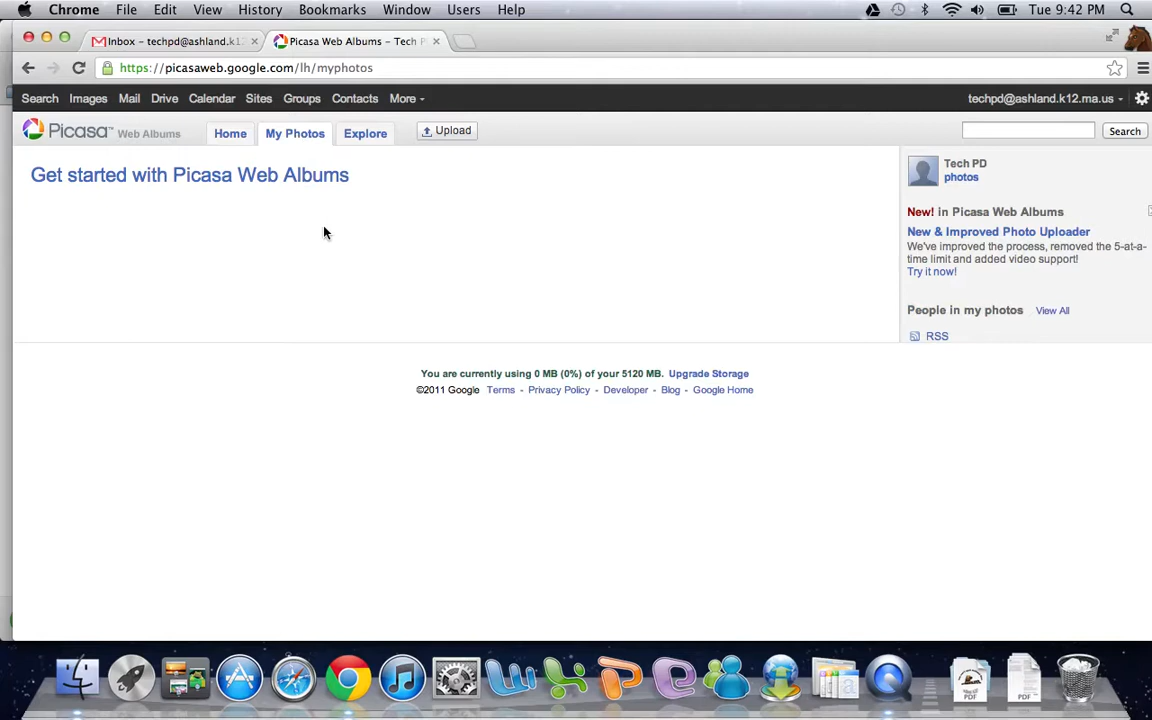 Chrome File Edit View History Bookmarks Window Users Help Tue 9:42 PM
Inbox - techpd@ashland.k12 Picasa Web Albums - Tech P
https://picasaweb.google.com/lh/myphotos
Search Images Mail Drive Calendar Sites Groups Contacts More techpd@ashland.k12.ma.us
Picasa™ Web Albums Home My Photos Explore Upload Search
Get started with Picasa Web Albums
Tech PD
photos
New! in Picasa Web Albums
New & Improved Photo Uploader
We've improved the process, removed the 5-at-a-
time limit and added video support!
Try it now!
People in my photos View All
RSS
You are currently using 0 MB (0%) of your 5120 MB. Upgrade Storage
©2011 Google Terms - Privacy Policy - Developer - Blog - Google Home
PDF